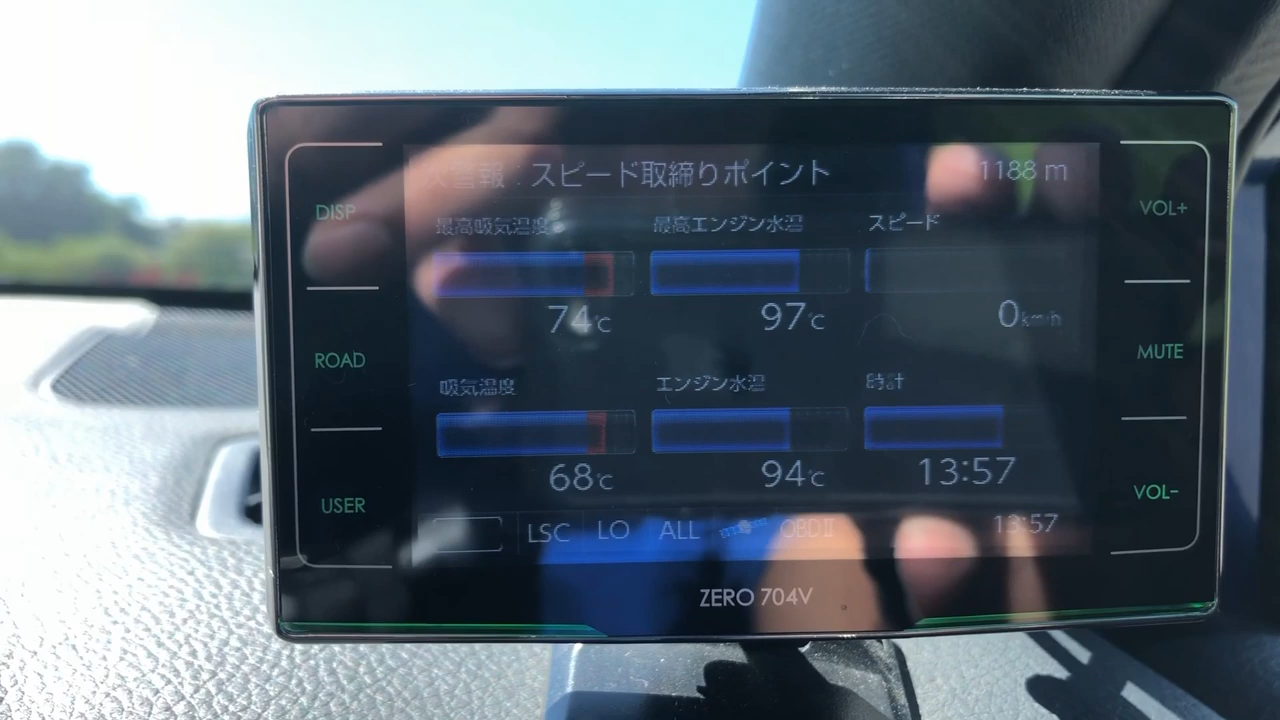 次警報:スピード取締りポイント 1188 m
DISP
VOL+
最高吸気温度 最高エンジン水温 スピード
74℃ 97℃ 0km/h
ROAD
MUTE
吸気温度 エンジン水温 時計
68℃ 94℃ 13:57
USER
VOL−
LSC LO ALL OBDⅡ 13:57
ZERO 704V